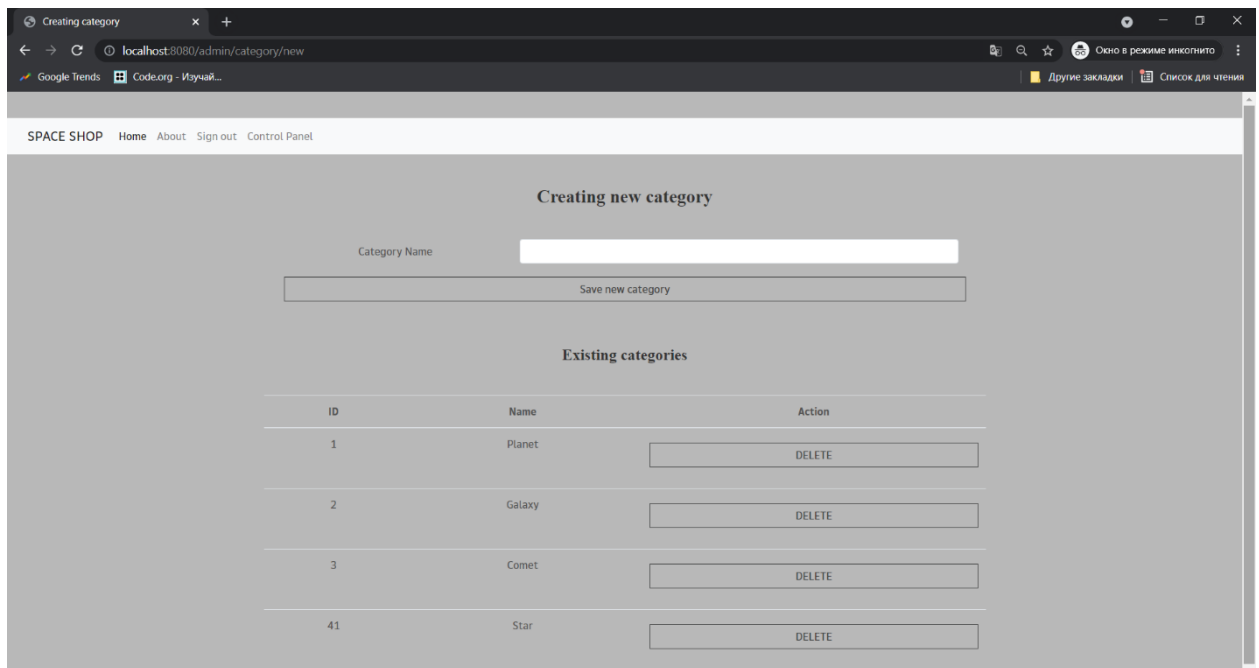 Creating category
localhost:8080/admin/category/new
Окно в режиме инкогнито
Google Trends Code.org - Изучай...
Другие закладки Список для чтения
SPACE SHOP Home About Sign out Control Panel
Creating new category
Category Name
Save new category
Existing categories
ID Name Action
1 Planet DELETE
2 Galaxy DELETE
3 Comet DELETE
41 Star DELETE